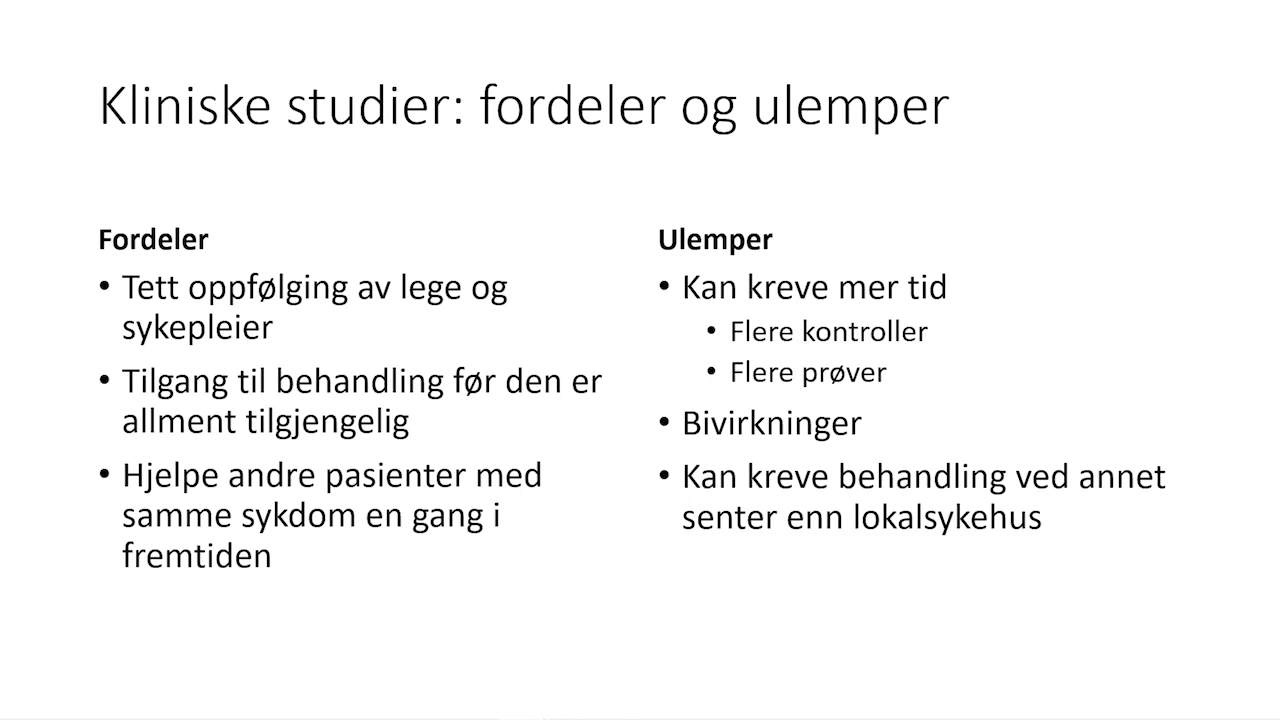 Kliniske studier: fordeler og ulemper
Fordeler
• Tett oppfølging av lege og
sykepleier
• Tilgang til behandling før den er
allment tilgjengelig
• Hjelpe andre pasienter med
samme sykdom en gang i
fremtiden
Ulemper
• Kan kreve mer tid
• Flere kontroller
• Flere prøver
• Bivirkninger
• Kan kreve behandling ved annet
senter enn lokalsykehus